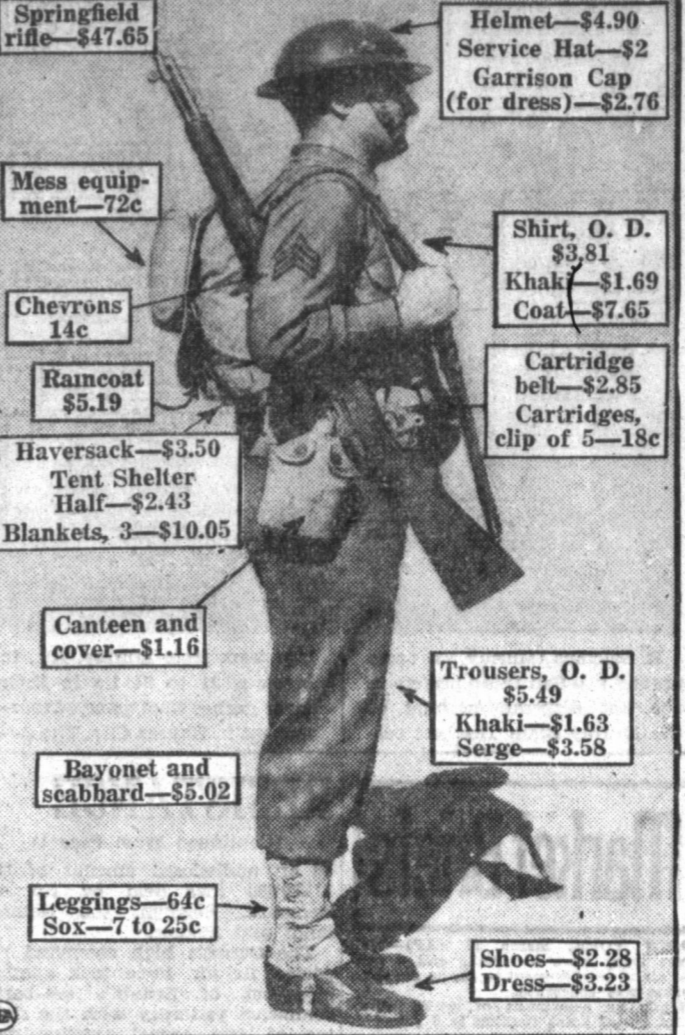 Springfield
rifle—$47.65
Helmet—$4.90
Service Hat—$2
Garrison Cap
(for dress)—$2.76
Mess equip-
ment—72c
Shirt, O. D.
$3.81
Khaki—$1.69
Coat—$7.65
Chevrons
14c
Raincoat
$5.19
Cartridge
belt—$2.85
Cartridges,
clip of 5—18c
Haversack—$3.50
Tent Shelter
Half—$2.43
Blankets, 3—$10.05
Canteen and
cover—$1.16
Trousers, O. D.
$5.49
Khaki—$1.63
Serge—$3.58
Bayonet and
scabbard—$5.02
Leggings—64c
Sox—7 to 25c
Shoes—$2.28
Dress—$3.23